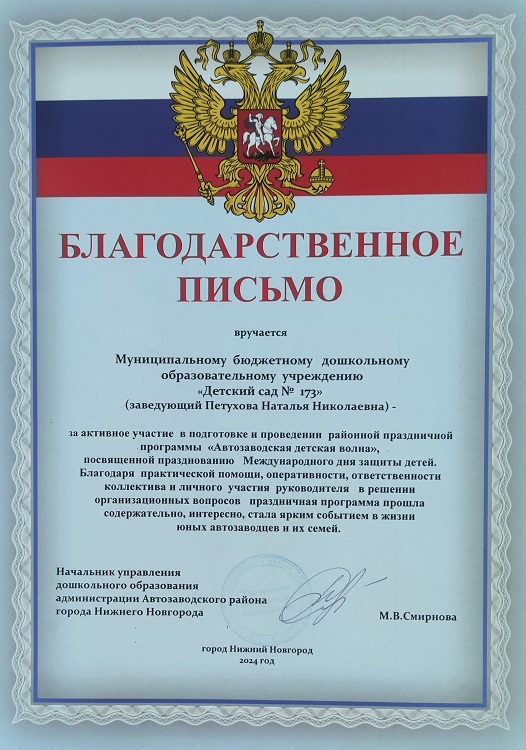 БЛАГОДАРСТВЕННОЕ
ПИСЬМО
вручается
Муниципальному бюджетному дошкольному
образовательному учреждению
«Детский сад № 173»
(заведующий Петухова Наталья Николаевна) -
за активное участие в подготовке и проведении районной праздничной
программы «Автозаводская детская волна»,
посвященной празднованию Международного дня защиты детей.
Благодаря практической помощи, оперативности, ответственности
коллектива и личного участия руководителя в решении
организационных вопросов праздничная программа прошла
содержательно, интересно, стала ярким событием в жизни
юных автозаводцев и их семей.
Начальник управления
дошкольного образования
администрации Автозаводского района
города Нижнего Новгорода
М.В.Смирнова
город Нижний Новгород
2024 год